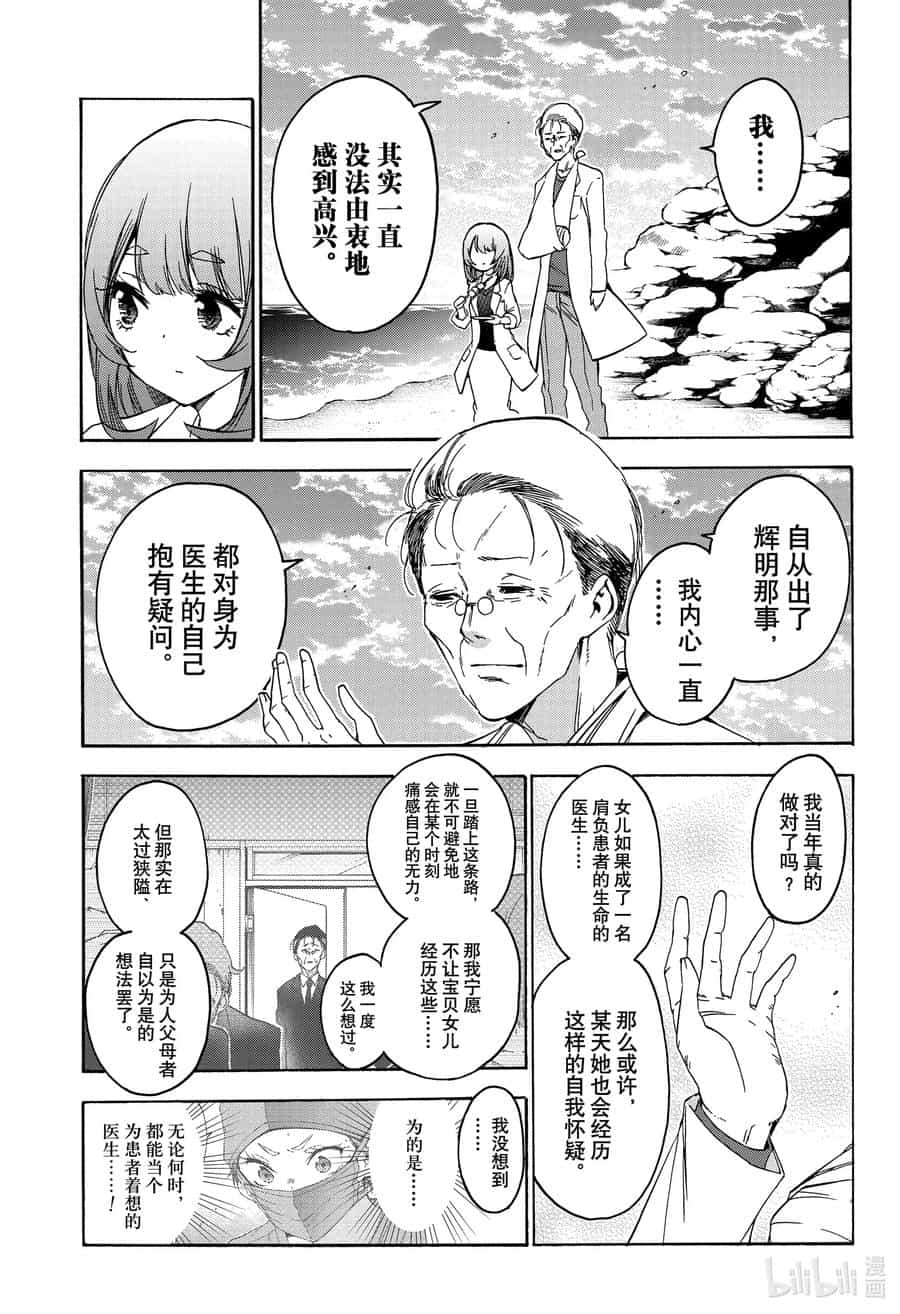 我……
其实一直
没法由衷地
感到高兴。
自从出了
辉明那事，
我内心一直
……
都对身为
医生的自己
抱有疑问。
我当年真的
做对了吗？
女儿如果成了一名
肩负患者的生命的
医生……
那么或许，
某天她也会经历
这样的自我怀疑。
一旦踏上这条路，
就不可避免地
会在某个时刻
痛感自己的无力。
那我宁愿
不让宝贝女儿
经历这些……
我一度
这么想过。
但那实在
太过狭隘、
只是为人父母者
自以为是的
想法罢了。
我没想到
……
为的是……
无论何时，
都能当个
为患者着想的
医生……！
bilibili
漫画